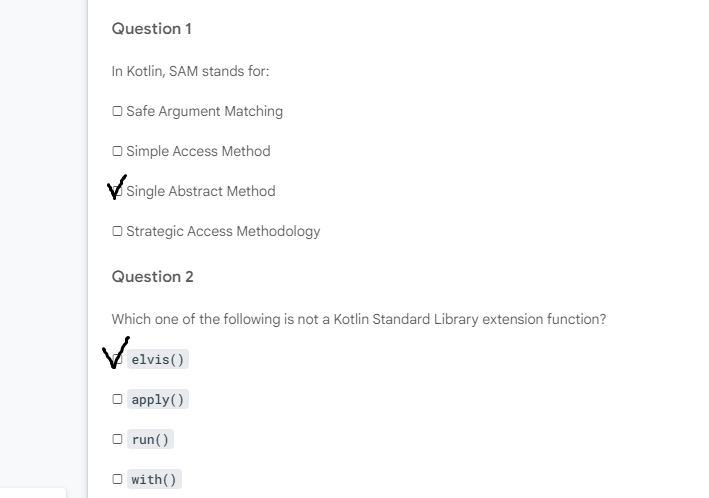 Question 1
In Kotlin, SAM stands for:
Safe Argument Matching
Simple Access Method
Single Abstract Method
Strategic Access Methodology
Question 2
Which one of the following is not a Kotlin Standard Library extension function?
elvis()
apply()
run()
with()